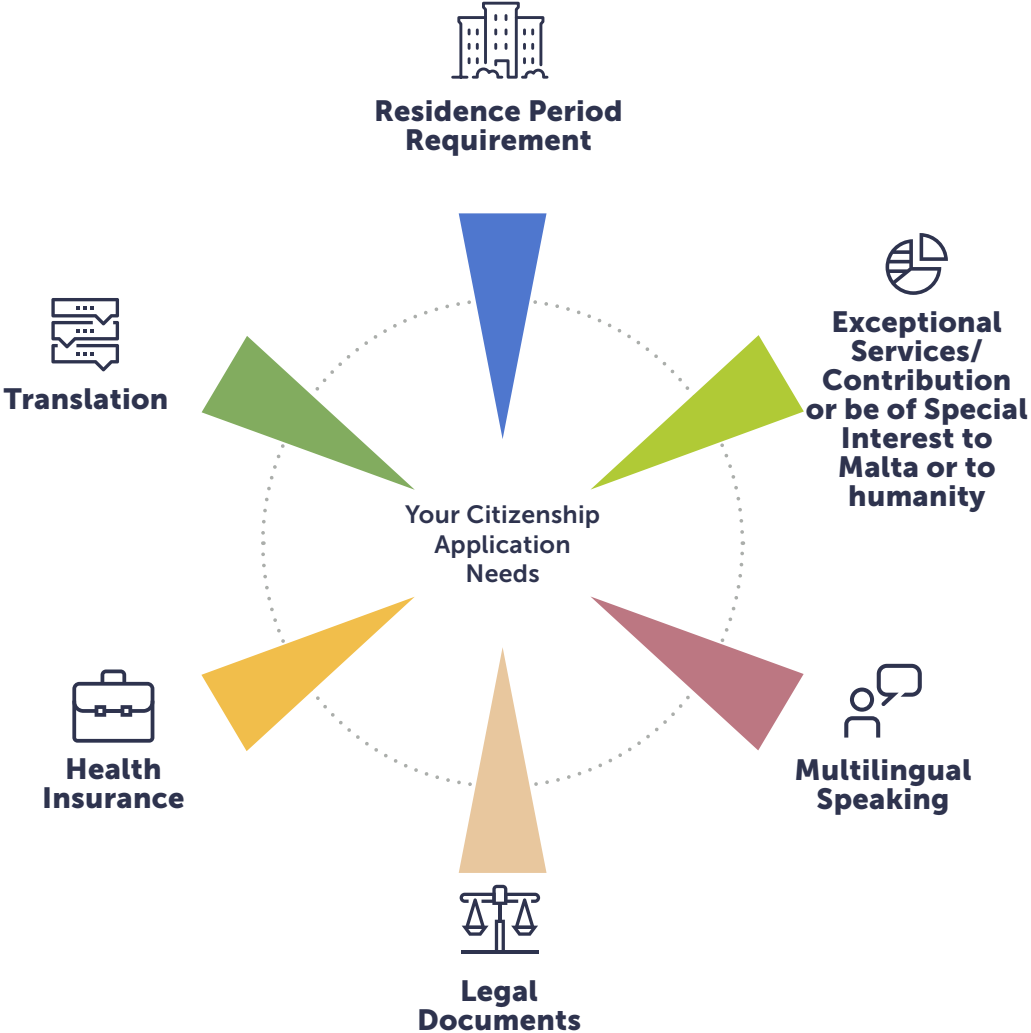 Residence Period
Requirement
Exceptional
Services/
Contribution
or be of Special
Interest to
Malta or to
humanity
Translation
Your Citizenship
Application
Needs
Health
Insurance
Multilingual
Speaking
Legal
Documents